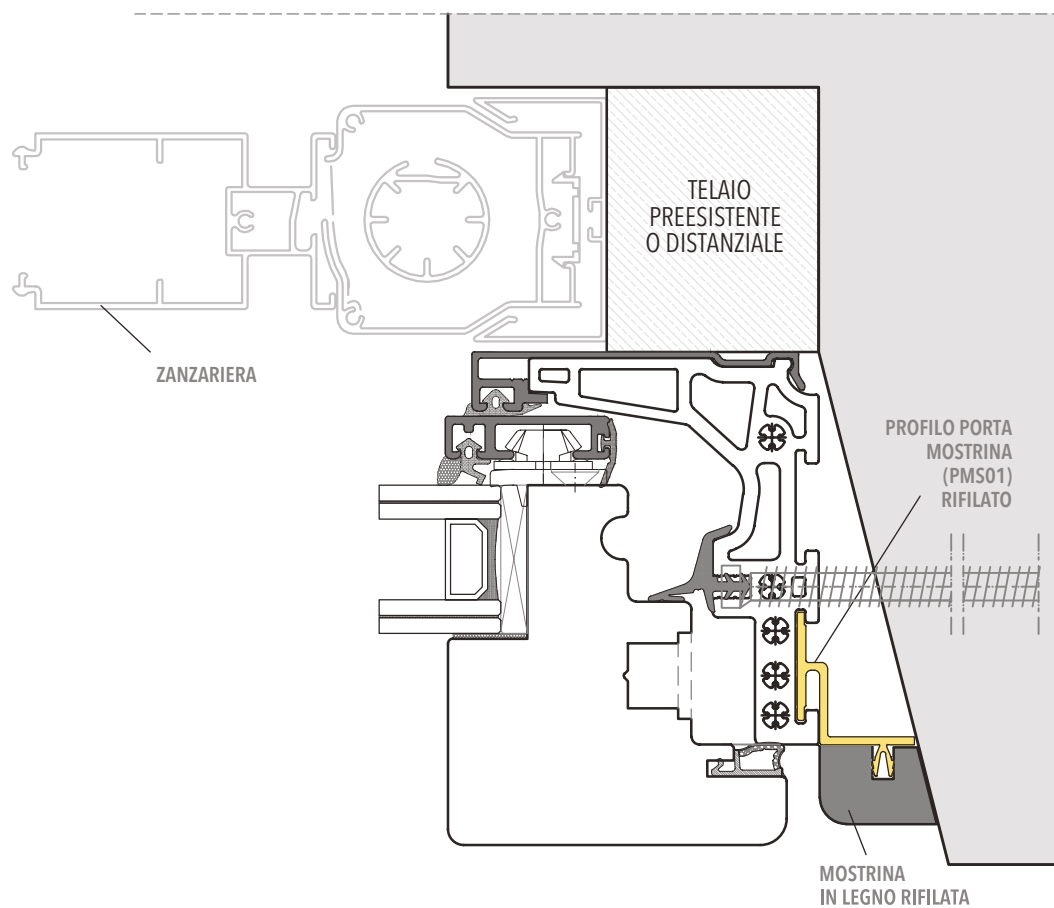 TELAIO
PREESISTENTE
O DISTANZIALE
ZANZARIERA
PROFILO PORTA
MOSTRINA
(PMS01)
RIFILATO
MOSTRINA
IN LEGNO RIFILATA